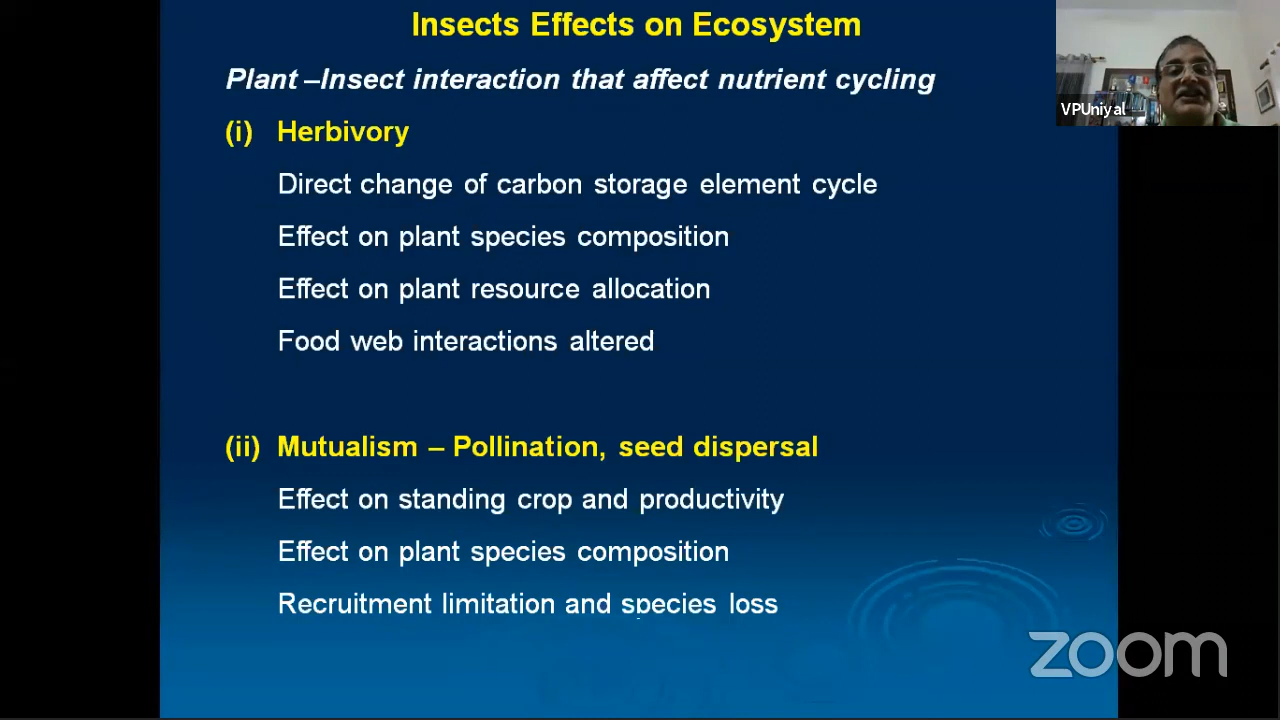 Insects Effects on Ecosystem
Plant –Insect interaction that affect nutrient cycling
(i) Herbivory
Direct change of carbon storage element cycle
Effect on plant species composition
Effect on plant resource allocation
Food web interactions altered
(ii) Mutualism – Pollination, seed dispersal
Effect on standing crop and productivity
Effect on plant species composition
Recruitment limitation and species loss
VPUniyal
zoom